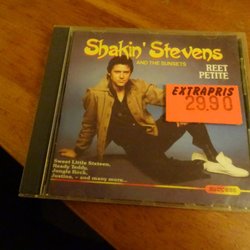 Shakin' Stevens
AND THE SUNSETS
REET
PETITE
EXTRAPRIS
29.90
Sweet Little Sixteen,
Ready Teddy,
Jungle Rock,
Justine, - and many more...
SUCCESS